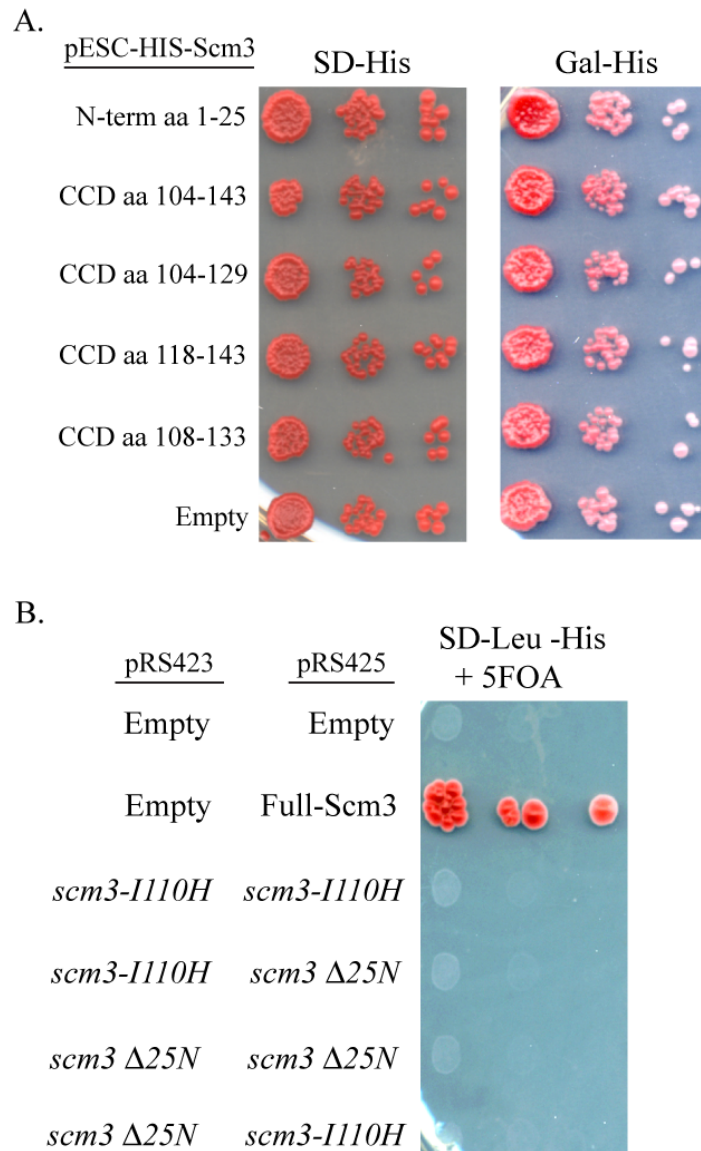 A.
pESC-HIS-Scm3 SD-His Gal-His
N-term aa 1-25
CCD aa 104-143
CCD aa 104-129
CCD aa 118-143
CCD aa 108-133
Empty
B.
pRS423 pRS425 SD-Leu -His
+ 5FOA
Empty Empty
Empty Full-Scm3
scm3-I110H scm3-I110H
scm3-I110H scm3 Δ25N
scm3 Δ25N scm3 Δ25N
scm3 Δ25N scm3-I110H